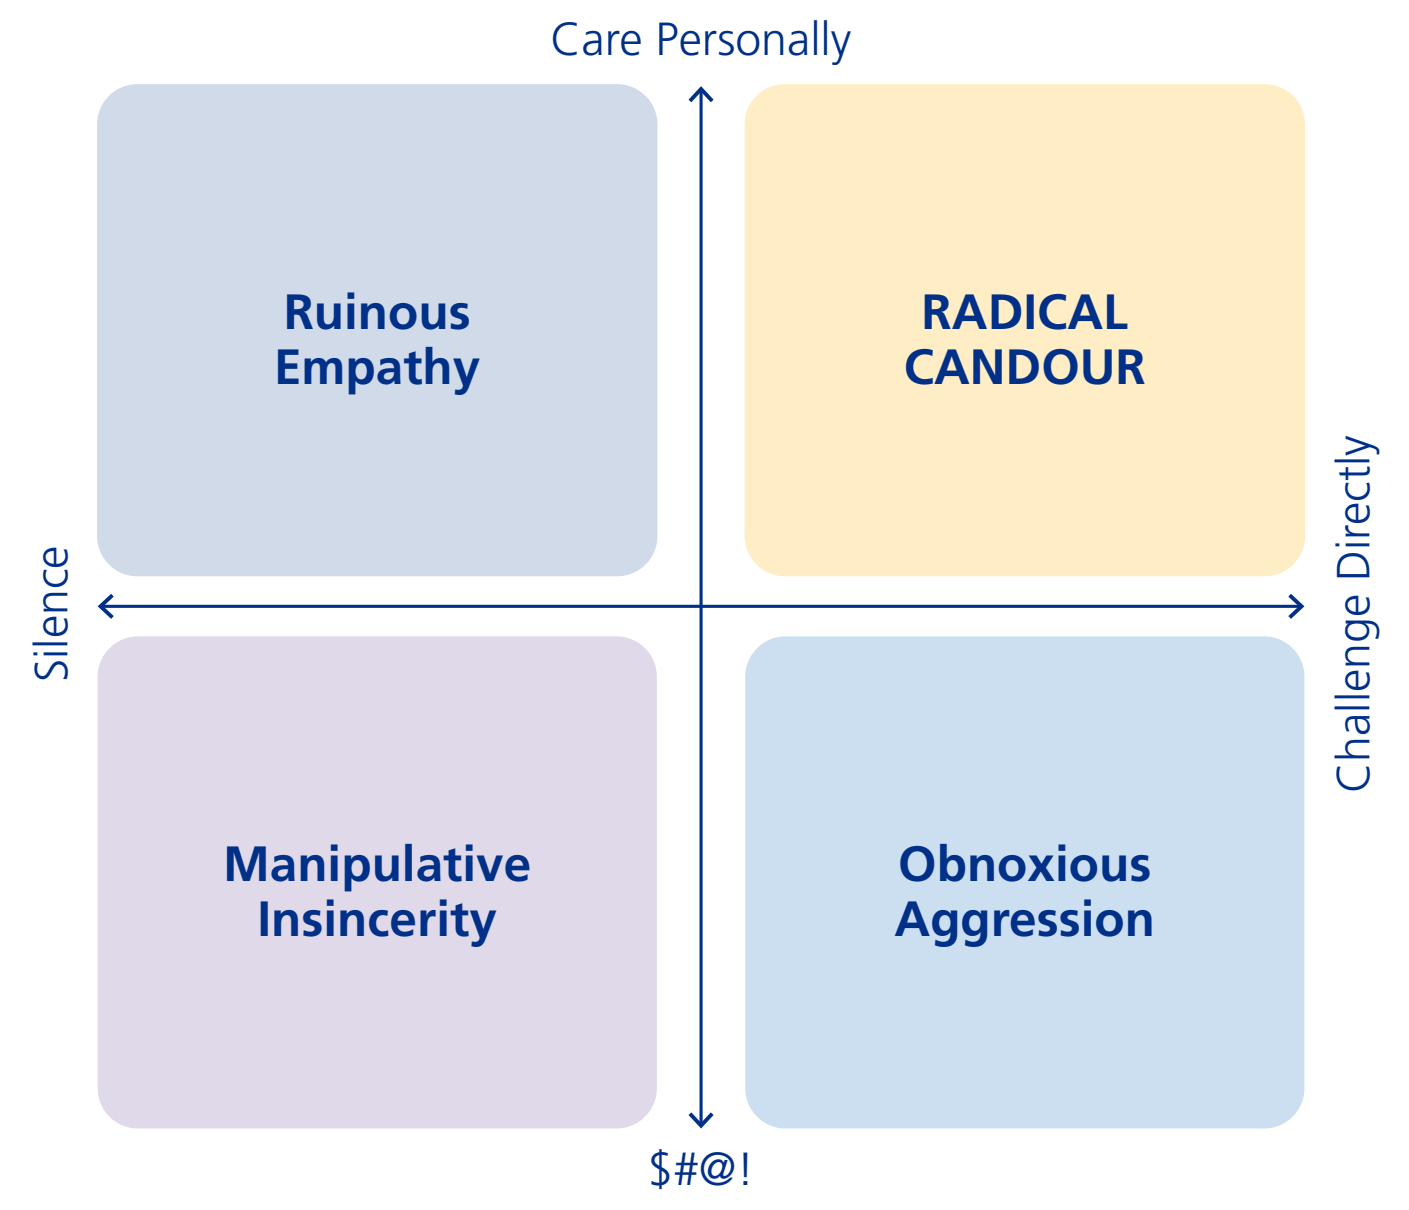 Care Personally
Ruinous
Empathy
RADICAL
CANDOUR
Silence
Challenge Directly
Manipulative
Insincerity
Obnoxious
Aggression
$#@!